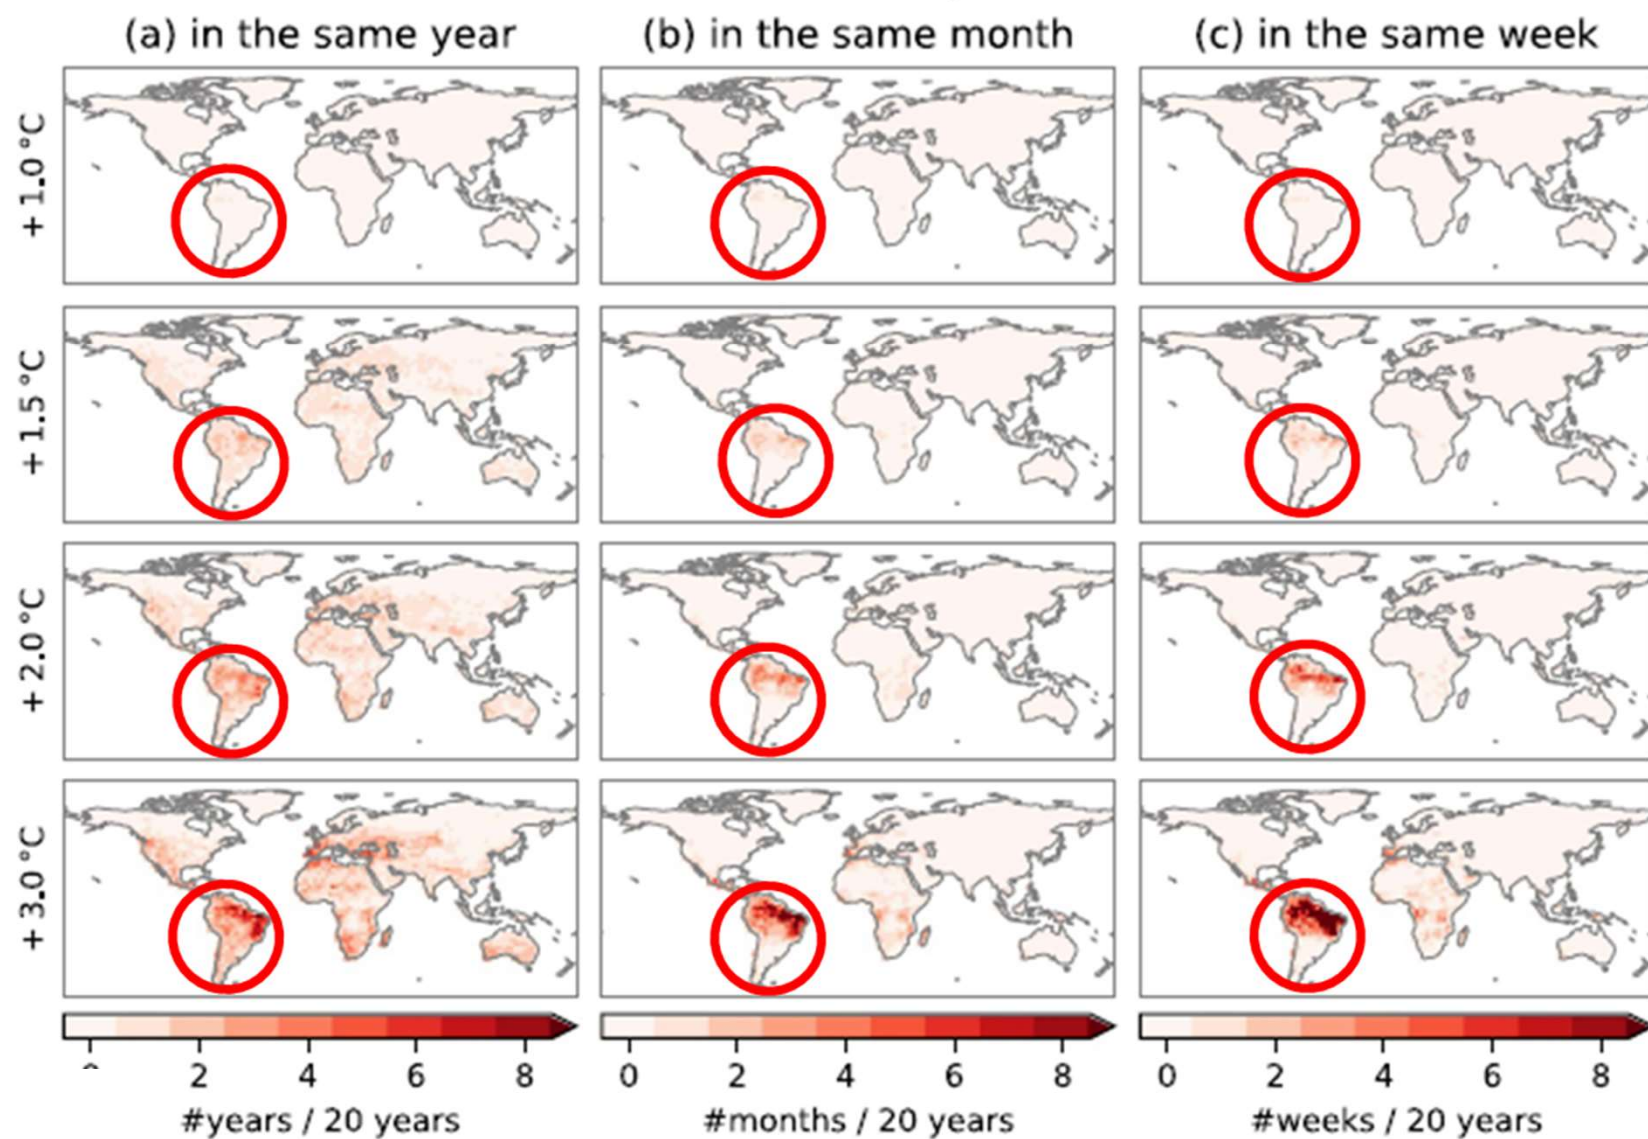 (a) in the same year (b) in the same month (c) in the same week
+ 1.0 °C
+ 1.5 °C
+ 2.0 °C
+ 3.0 °C
2 4 6 8 0 2 4 6 8 0 2 4 6 8
#years / 20 years #months / 20 years #weeks / 20 years